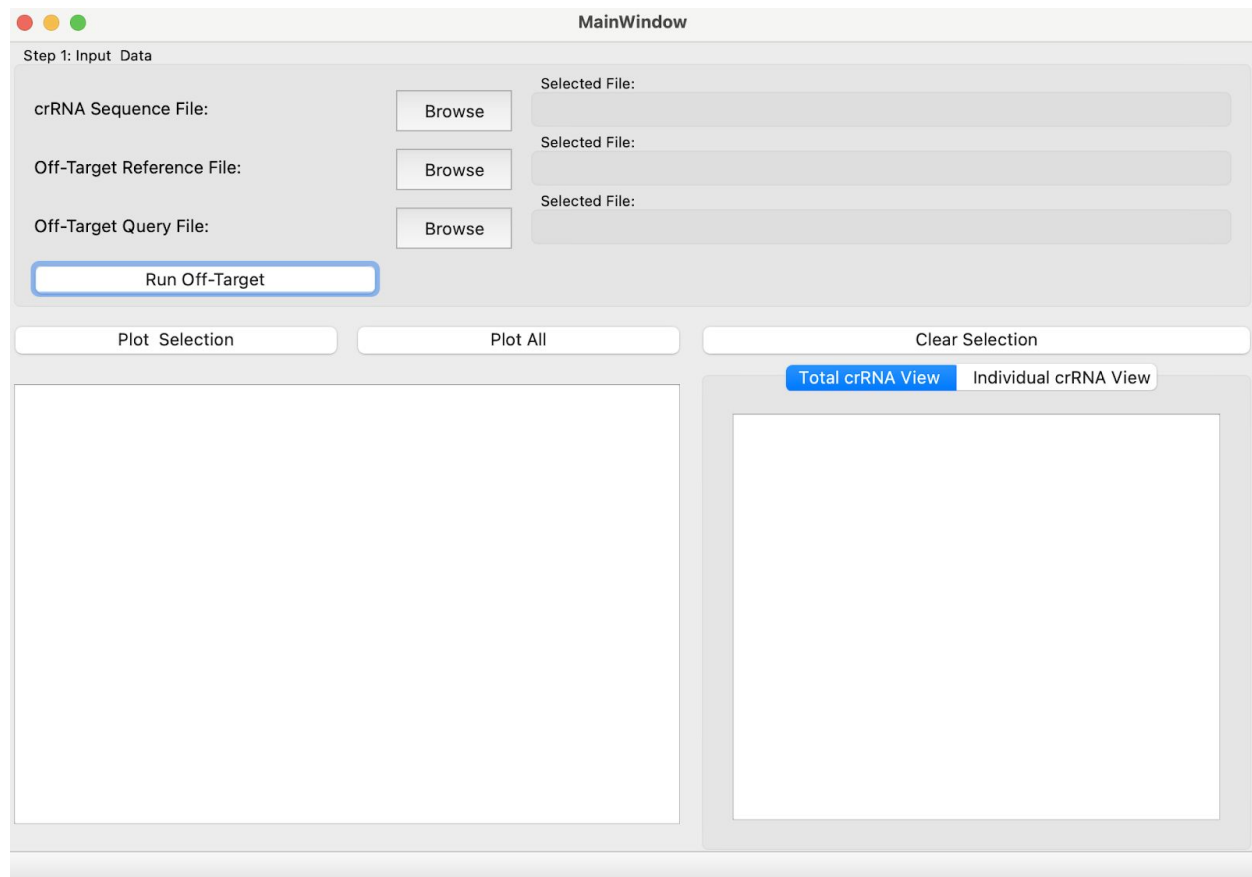 MainWindow
Step 1: Input  Data
Selected File:
crRNA Sequence File:
Browse
Selected File:
Off-Target Reference File:
Browse
Selected File:
Off-Target Query File:
Browse
Run Off-Target
Plot  Selection
Plot All
Clear Selection
Total crRNA View
Individual crRNA View